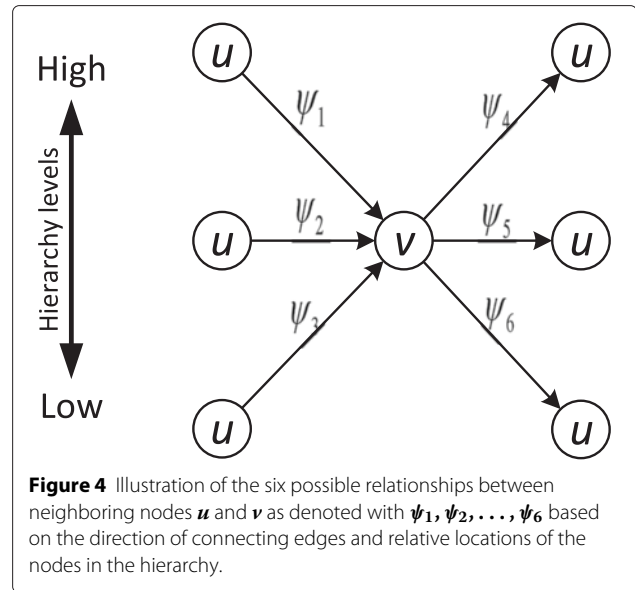 u
u
High
ψ₁
ψ₄
Hierarchy levels
ψ₂
ψ₅
u
v
u
ψ₃
ψ₆
Low
u
u
Figure 4 Illustration of the six possible relationships between
neighboring nodes u and v as denoted with ψ₁, ψ₂, . . . , ψ₆ based
on the direction of connecting edges and relative locations of the
nodes in the hierarchy.